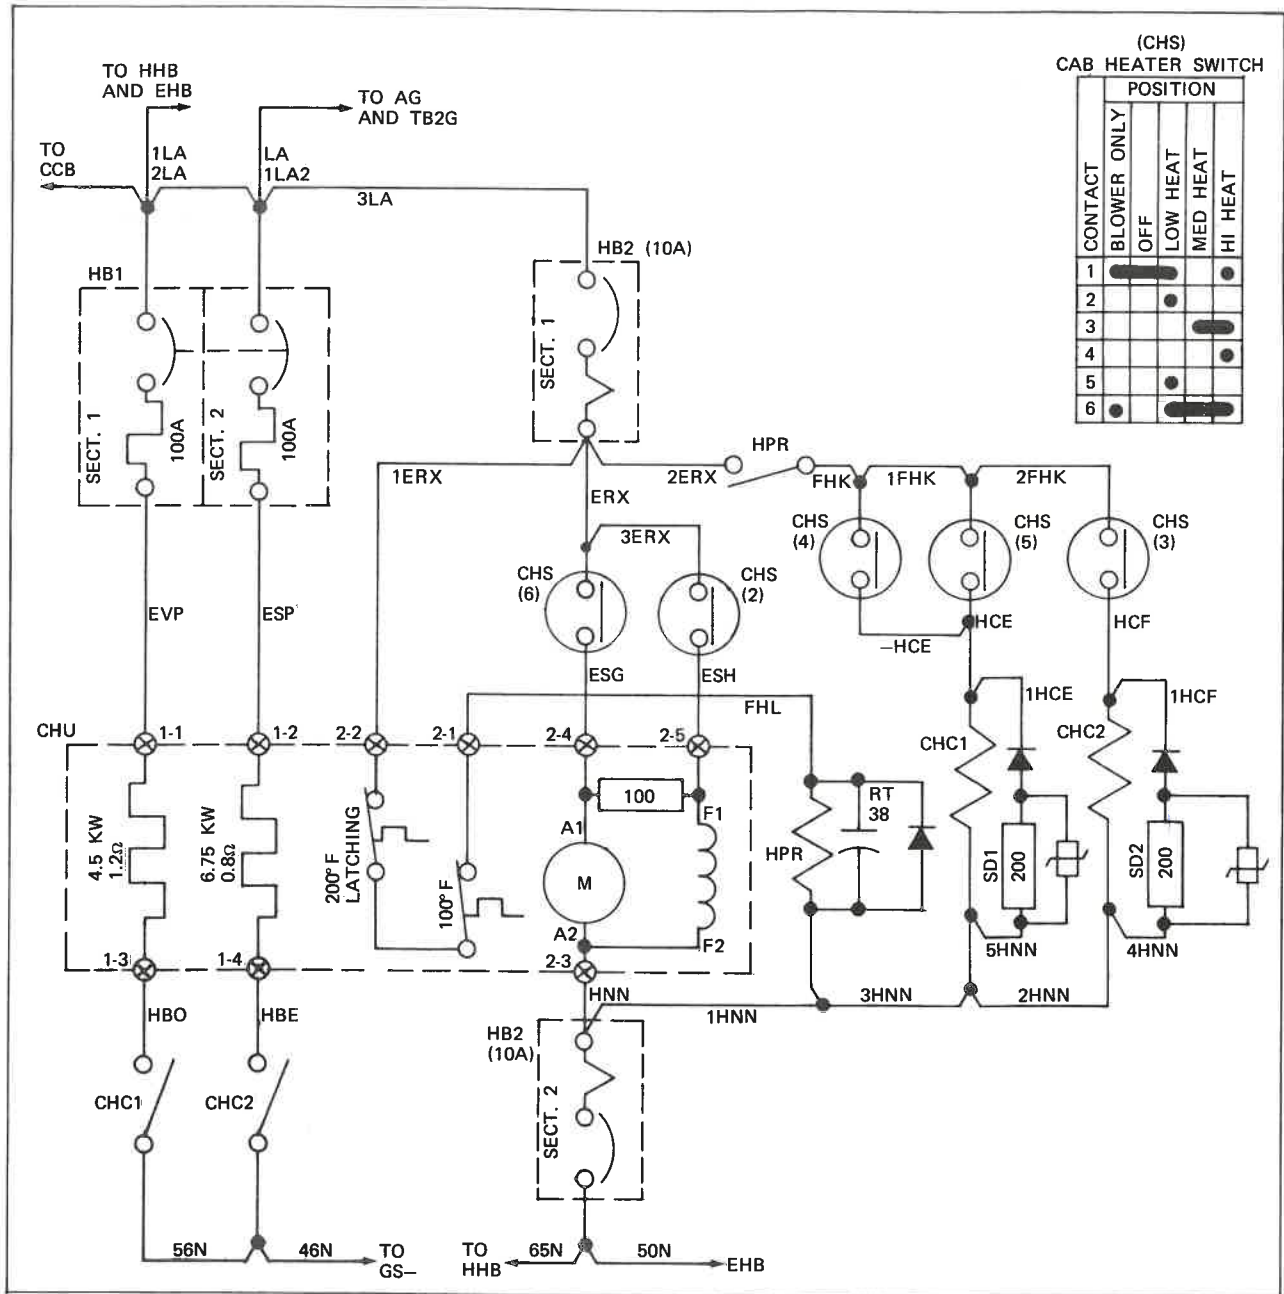 (CHS)
CAB HEATER SWITCH
POSITION
CONTACT
BLOWER ONLY
OFF
LOW HEAT
MED HEAT
HI HEAT
1
2
3
4
5
6
TO HHB
AND EHB
TO AG
AND TB2G
TO
CCB
1LA
2LA
LA
1LA2
3LA
HB1
HB2 (10A)
SECT. 1
100A
SECT. 2
100A
SECT. 1
1ERX
ERX
2ERX
HPR
FHK
1FHK
2FHK
3ERX
CHS
(4)
CHS
(5)
CHS
(3)
CHS
(6)
CHS
(2)
EVP
ESP
HCE
HCF
—HCE
ESG
ESH
1HCE
1HCF
FHL
CHU
1-1
1-2
2-2
2-1
2-4
2-5
CHC1
CHC2
4.5 KW
1.2Ω
6.75 KW
0.8Ω
200°F
LATCHING
100°F
100
A1
F1
M
A2
F2
RT
38
HPR
SD1
200
SD2
200
1-3
1-4
2-3
5HNN
4HNN
HBO
HBE
HNN
1HNN
3HNN
2HNN
HB2
(10A)
CHC1
CHC2
SECT. 2
56N
46N
TO
GS—
TO
HHB
65N
50N
EHB